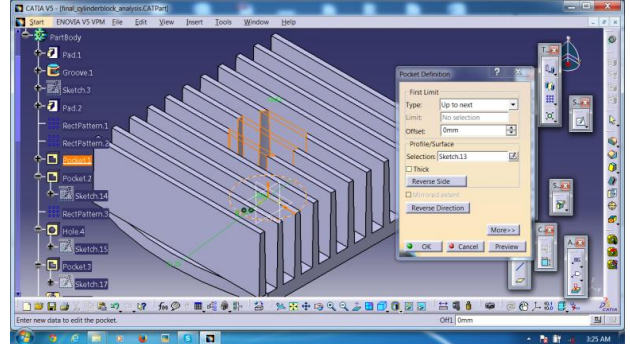 CATIA V5 - [final_cylinderblock_analysis.CATPart]
Start ENOVIA V5 VPM File Edit View Insert Tools Window Help
PartBody
Pad.1
Groove.1
Sketch.3
Pad.2
RectPattern.1
RectPattern.2
Pocket.1
Pocket.2
Sketch.14
RectPattern.3
Hole.4
Sketch.15
Pocket.3
Sketch.17
Pocket Definition
First Limit
Type: Up to next
Limit: No selection
Offset: 0mm
Profile/Surface
Selection: Sketch.13
Thick
Reverse Side
Mirrored extent
Reverse Direction
More>>
OK Cancel Preview
Enter new data to edit the pocket.
Off1 0mm
3:25 AM